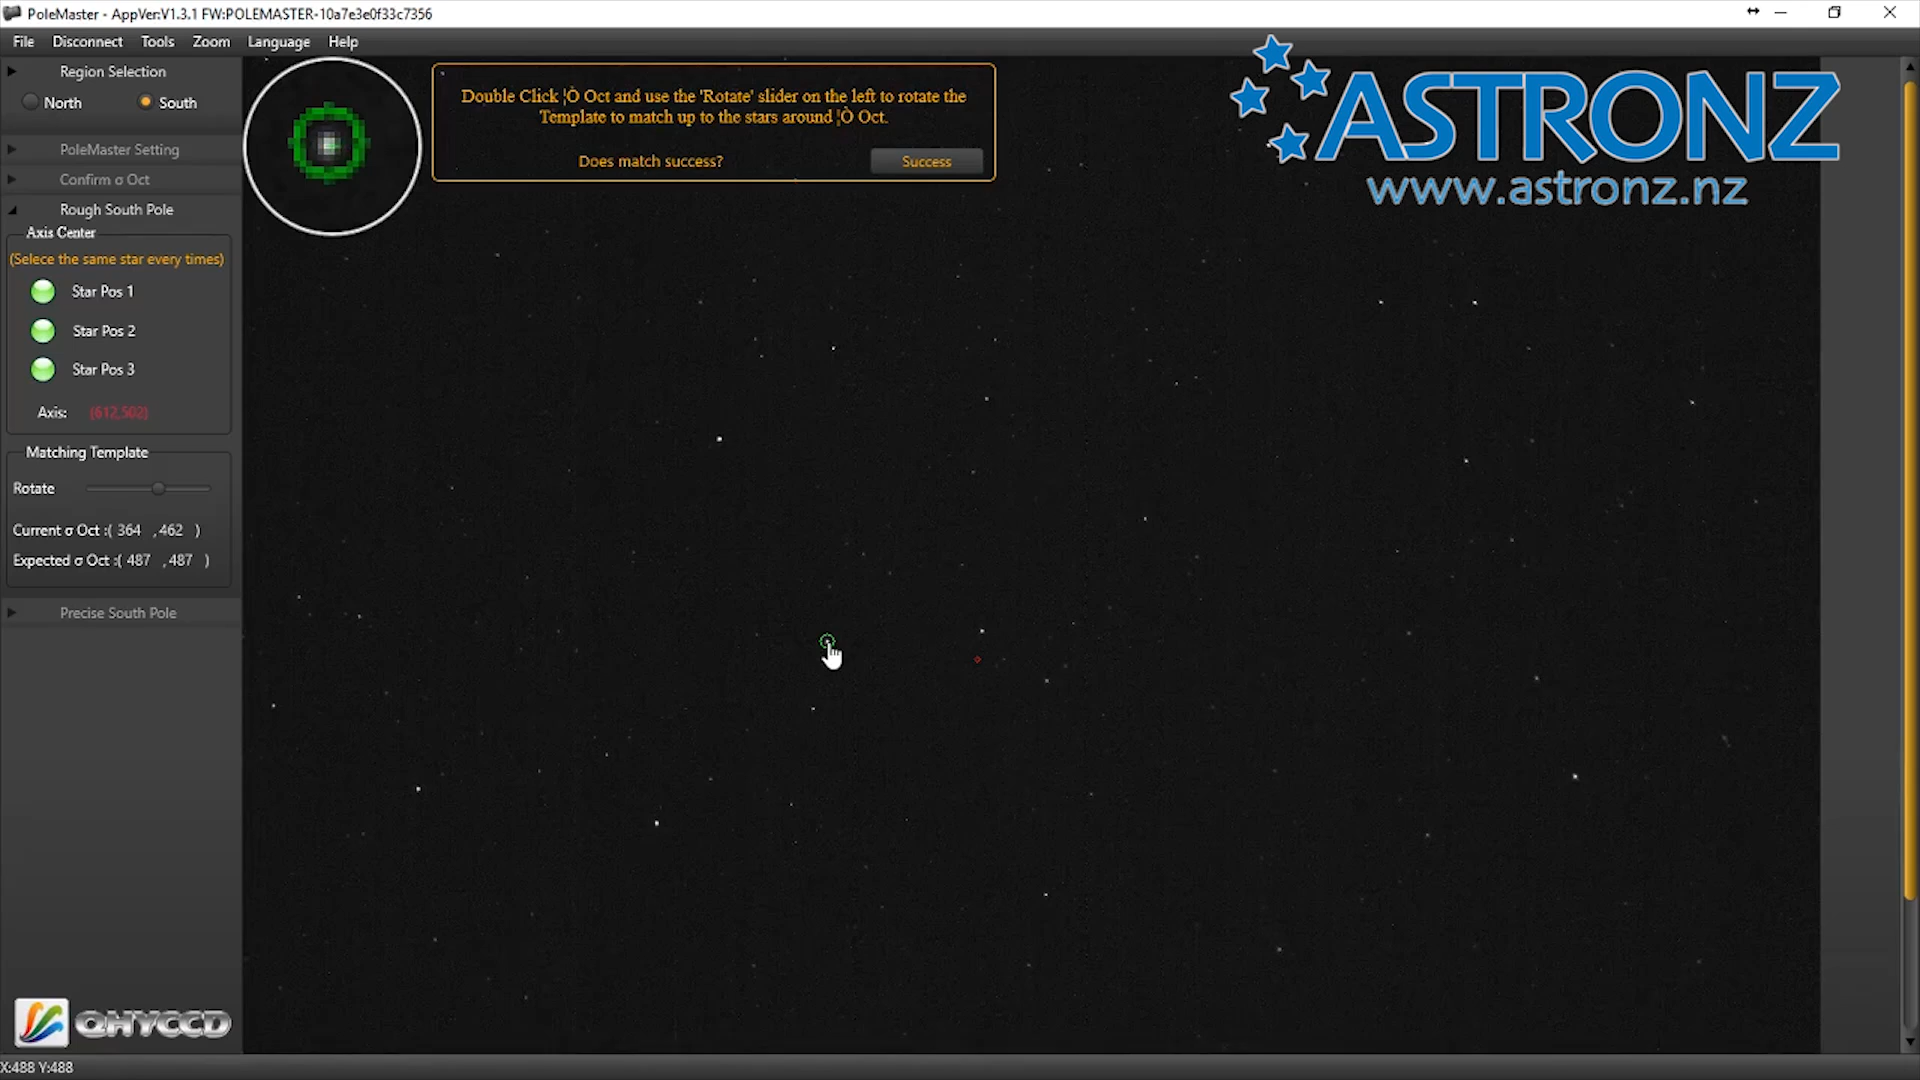 PoleMaster - AppVer:V1.3.1 FW:POLEMASTER-10a7e3e0f33c7356
File Disconnect Tools Zoom Language Help
Region Selection
North South
PoleMaster Setting
Confirm σ Oct
Rough South Pole
Axis Center
(Selece the same star every times)
Star Pos 1
Star Pos 2
Star Pos 3
Axis: (612,502)
Matching Template
Rotate
Current σ Oct :( 364 ,462 )
Expected σ Oct :( 487 ,487 )
Precise South Pole
Double Click ¦Ò Oct and use the 'Rotate' slider on the left to rotate the
Template to match up to the stars around ¦Ò Oct.
Does match success? Success
ASTRONZ
www.astronz.nz
QHYCCD
X:488 Y:488